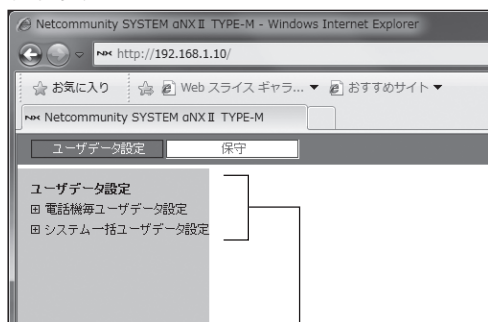 Netcommunity SYSTEM αNXⅡ TYPE-M - Windows Internet Explorer
NX http://192.168.1.10/
お気に入り Web スライス ギャラ... ▼ おすすめサイト ▼
NX Netcommunity SYSTEM αNXⅡ TYPE-M
ユーザデータ設定 保守
ユーザデータ設定
電話機毎ユーザデータ設定
システム一括ユーザデータ設定